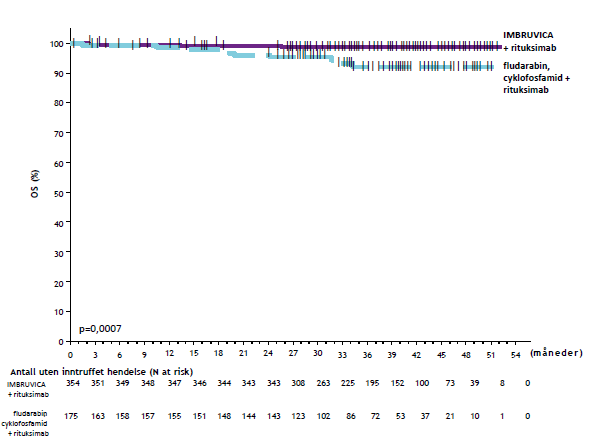 IMBRUVICA
+ rituksimab
fludarabin,
cyklofosfamid +
rituksimab
OS (%)
100
90
80
70
60
50
40
30
20
10
0
p=0,0007
0 3 6 9 12 15 18 21 24 27 30 33 36 39 42 45 48 51 54 (måneder)
Antall uten inntruffet hendelse (N at risk)
IMBRUVICA
+ rituksimab
354 351 349 348 347 346 344 343 343 308 263 225 195 152 100 73 39 8 0
fludarabin
cyklofosfamid
+ rituksimab
175 163 158 157 155 151 148 144 143 123 102 86 72 53 37 21 10 1 0